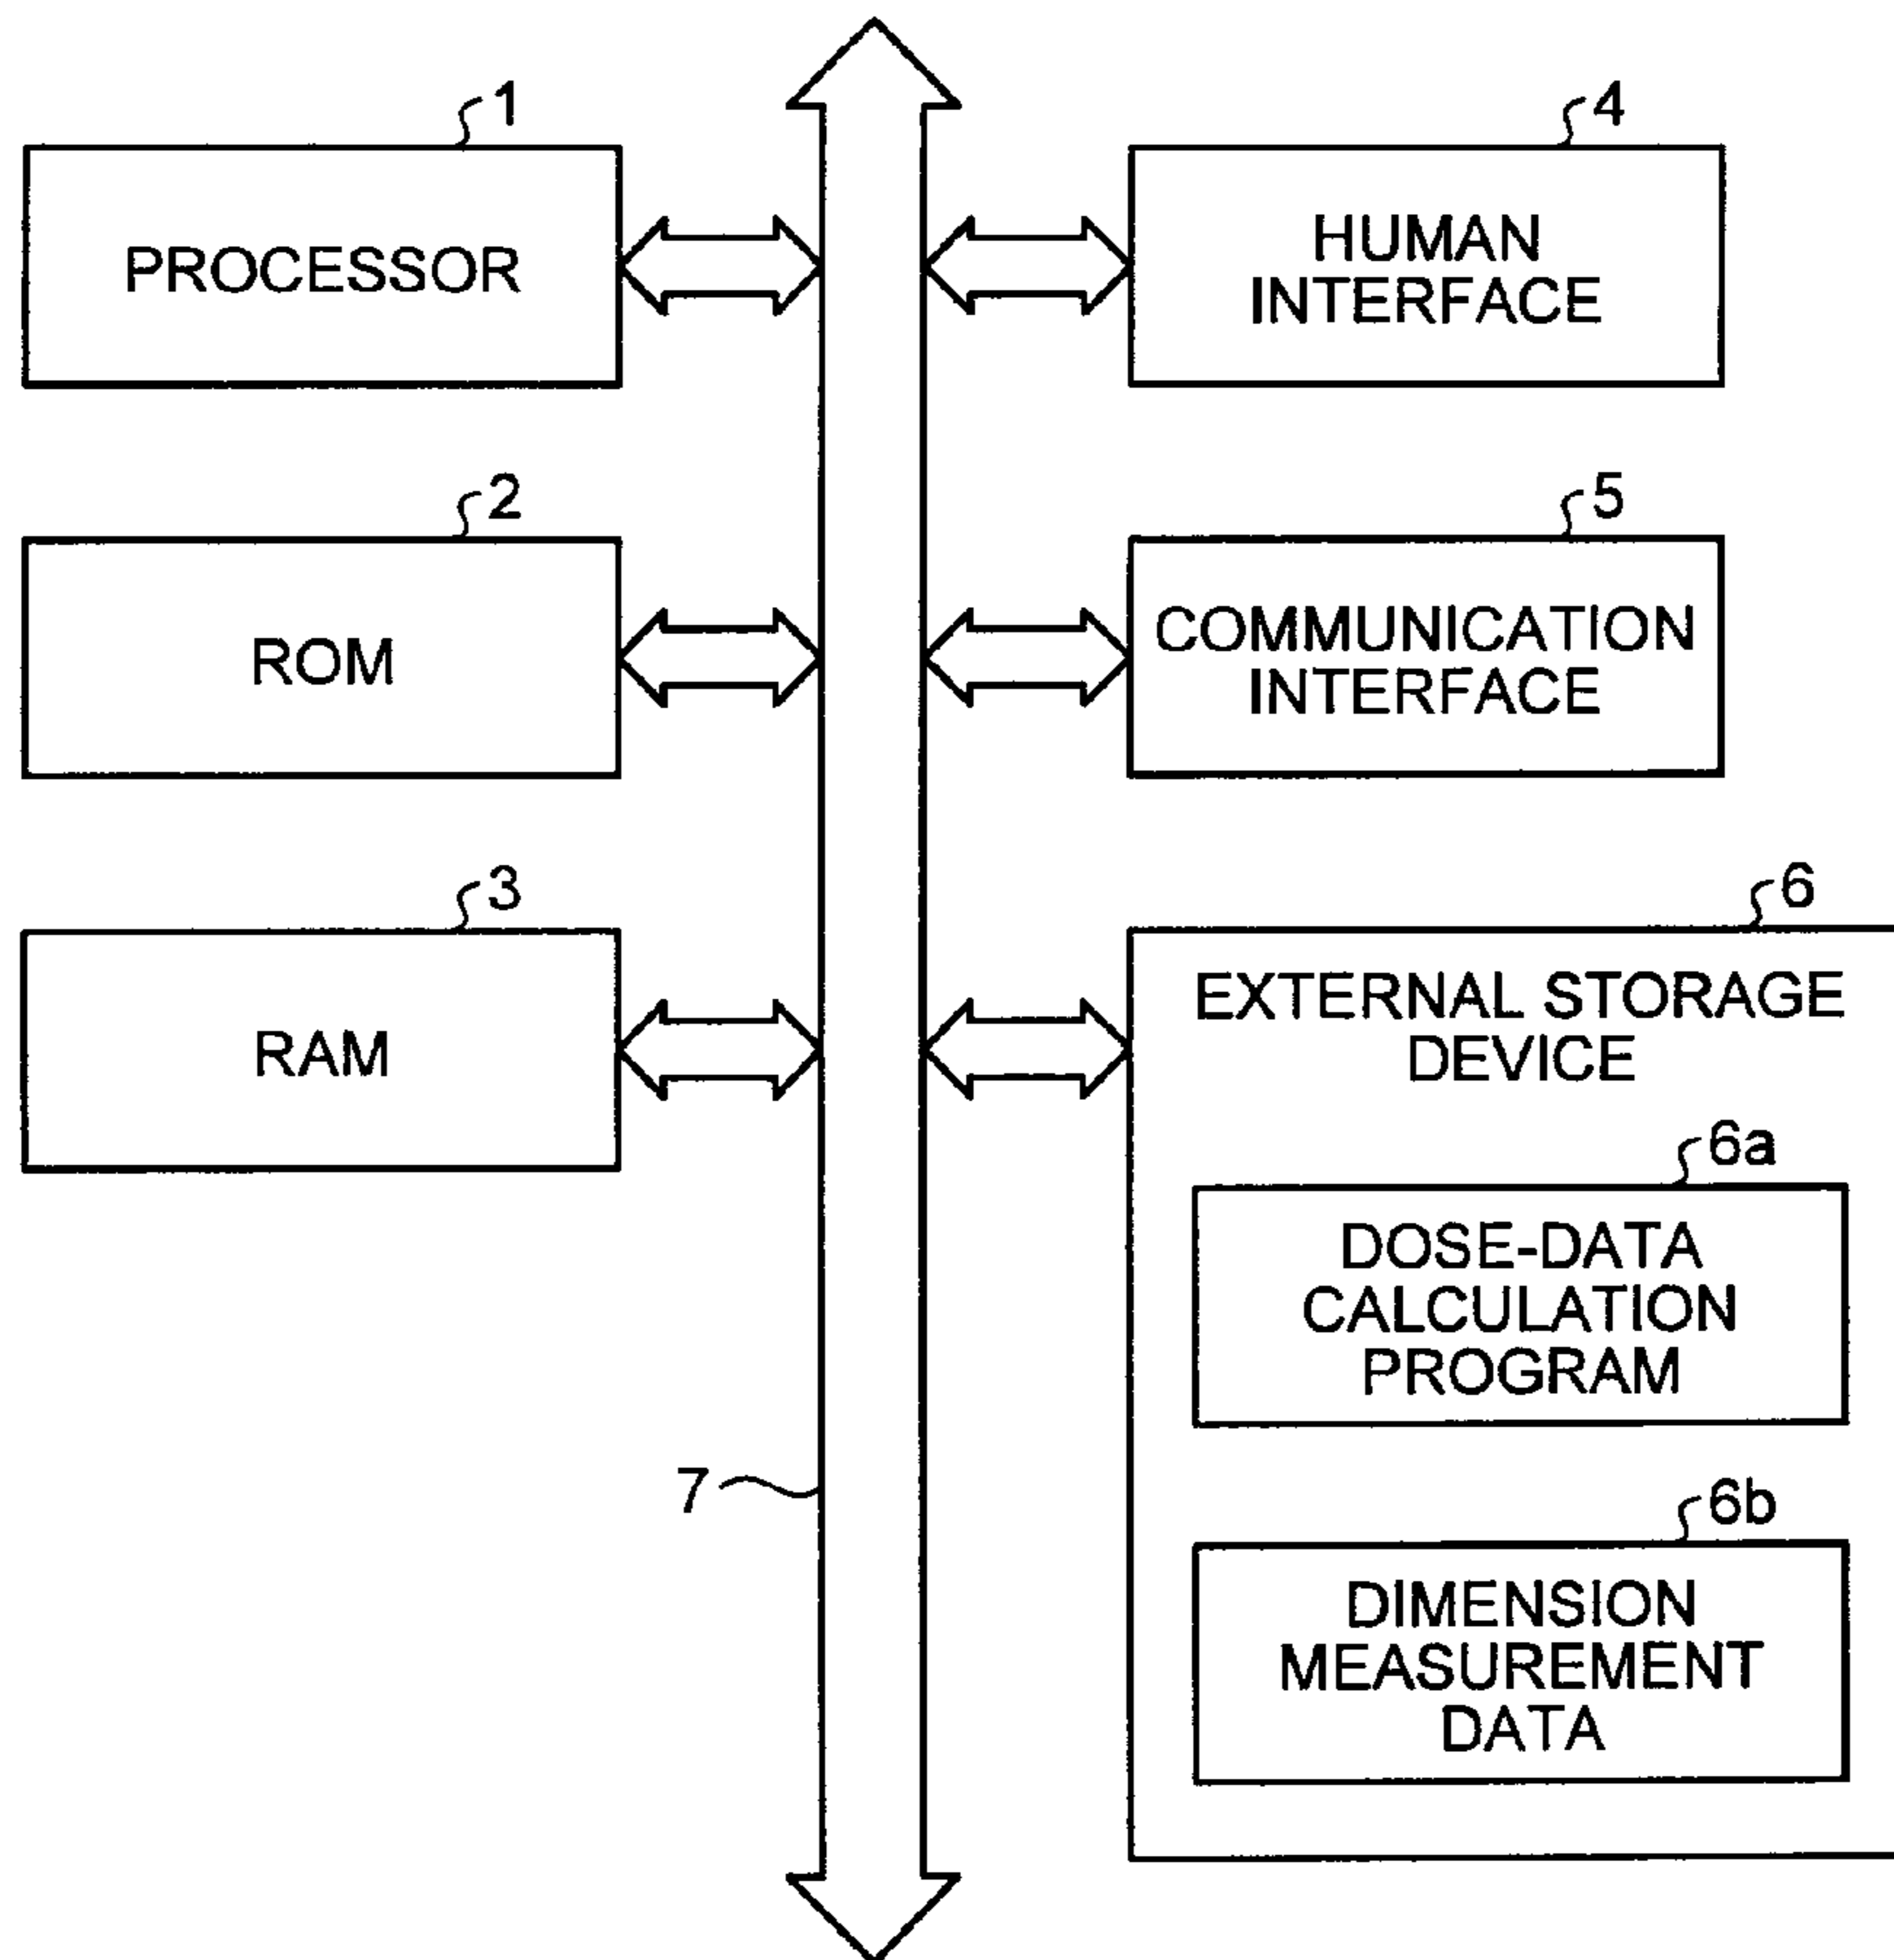 1
PROCESSOR
2
ROM
3
RAM
4
HUMAN
INTERFACE
5
COMMUNICATION
INTERFACE
6
EXTERNAL STORAGE
DEVICE
6a
DOSE-DATA
CALCULATION
PROGRAM
6b
DIMENSION
MEASUREMENT
DATA
7